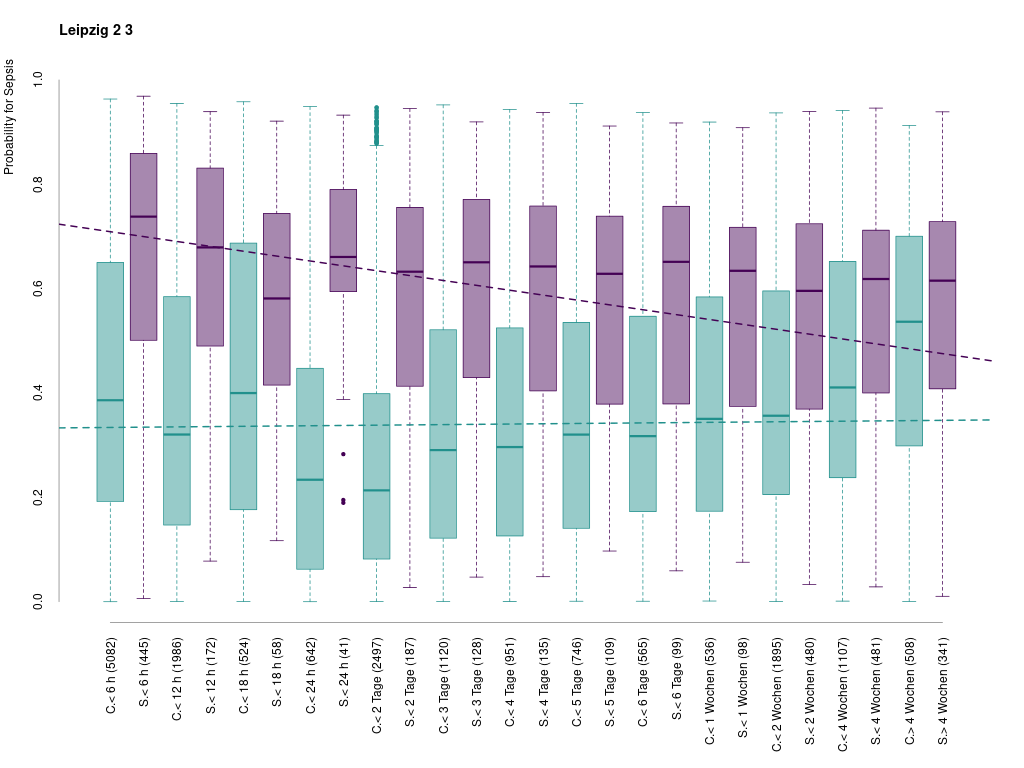 Leipzig 2 3
Probability for Sepsis
1.0
0.8
0.6
0.4
0.2
0.0
C.< 6 h (5082)
S.< 6 h (445)
C.< 12 h (1986)
S.< 12 h (172)
C.< 18 h (524)
S.< 18 h (58)
C.< 24 h (642)
S.< 24 h (41)
C.< 2 Tage (2497)
S.< 2 Tage (187)
C.< 3 Tage (1120)
S.< 3 Tage (128)
C.< 4 Tage (951)
S.< 4 Tage (135)
C.< 5 Tage (746)
S.< 5 Tage (109)
C.< 6 Tage (565)
S.< 6 Tage (99)
C.< 1 Wochen (536)
S.< 1 Wochen (98)
C.< 2 Wochen (1895)
S.< 2 Wochen (480)
C.< 4 Wochen (1107)
S.< 4 Wochen (481)
C.> 4 Wochen (508)
S.> 4 Wochen (341)